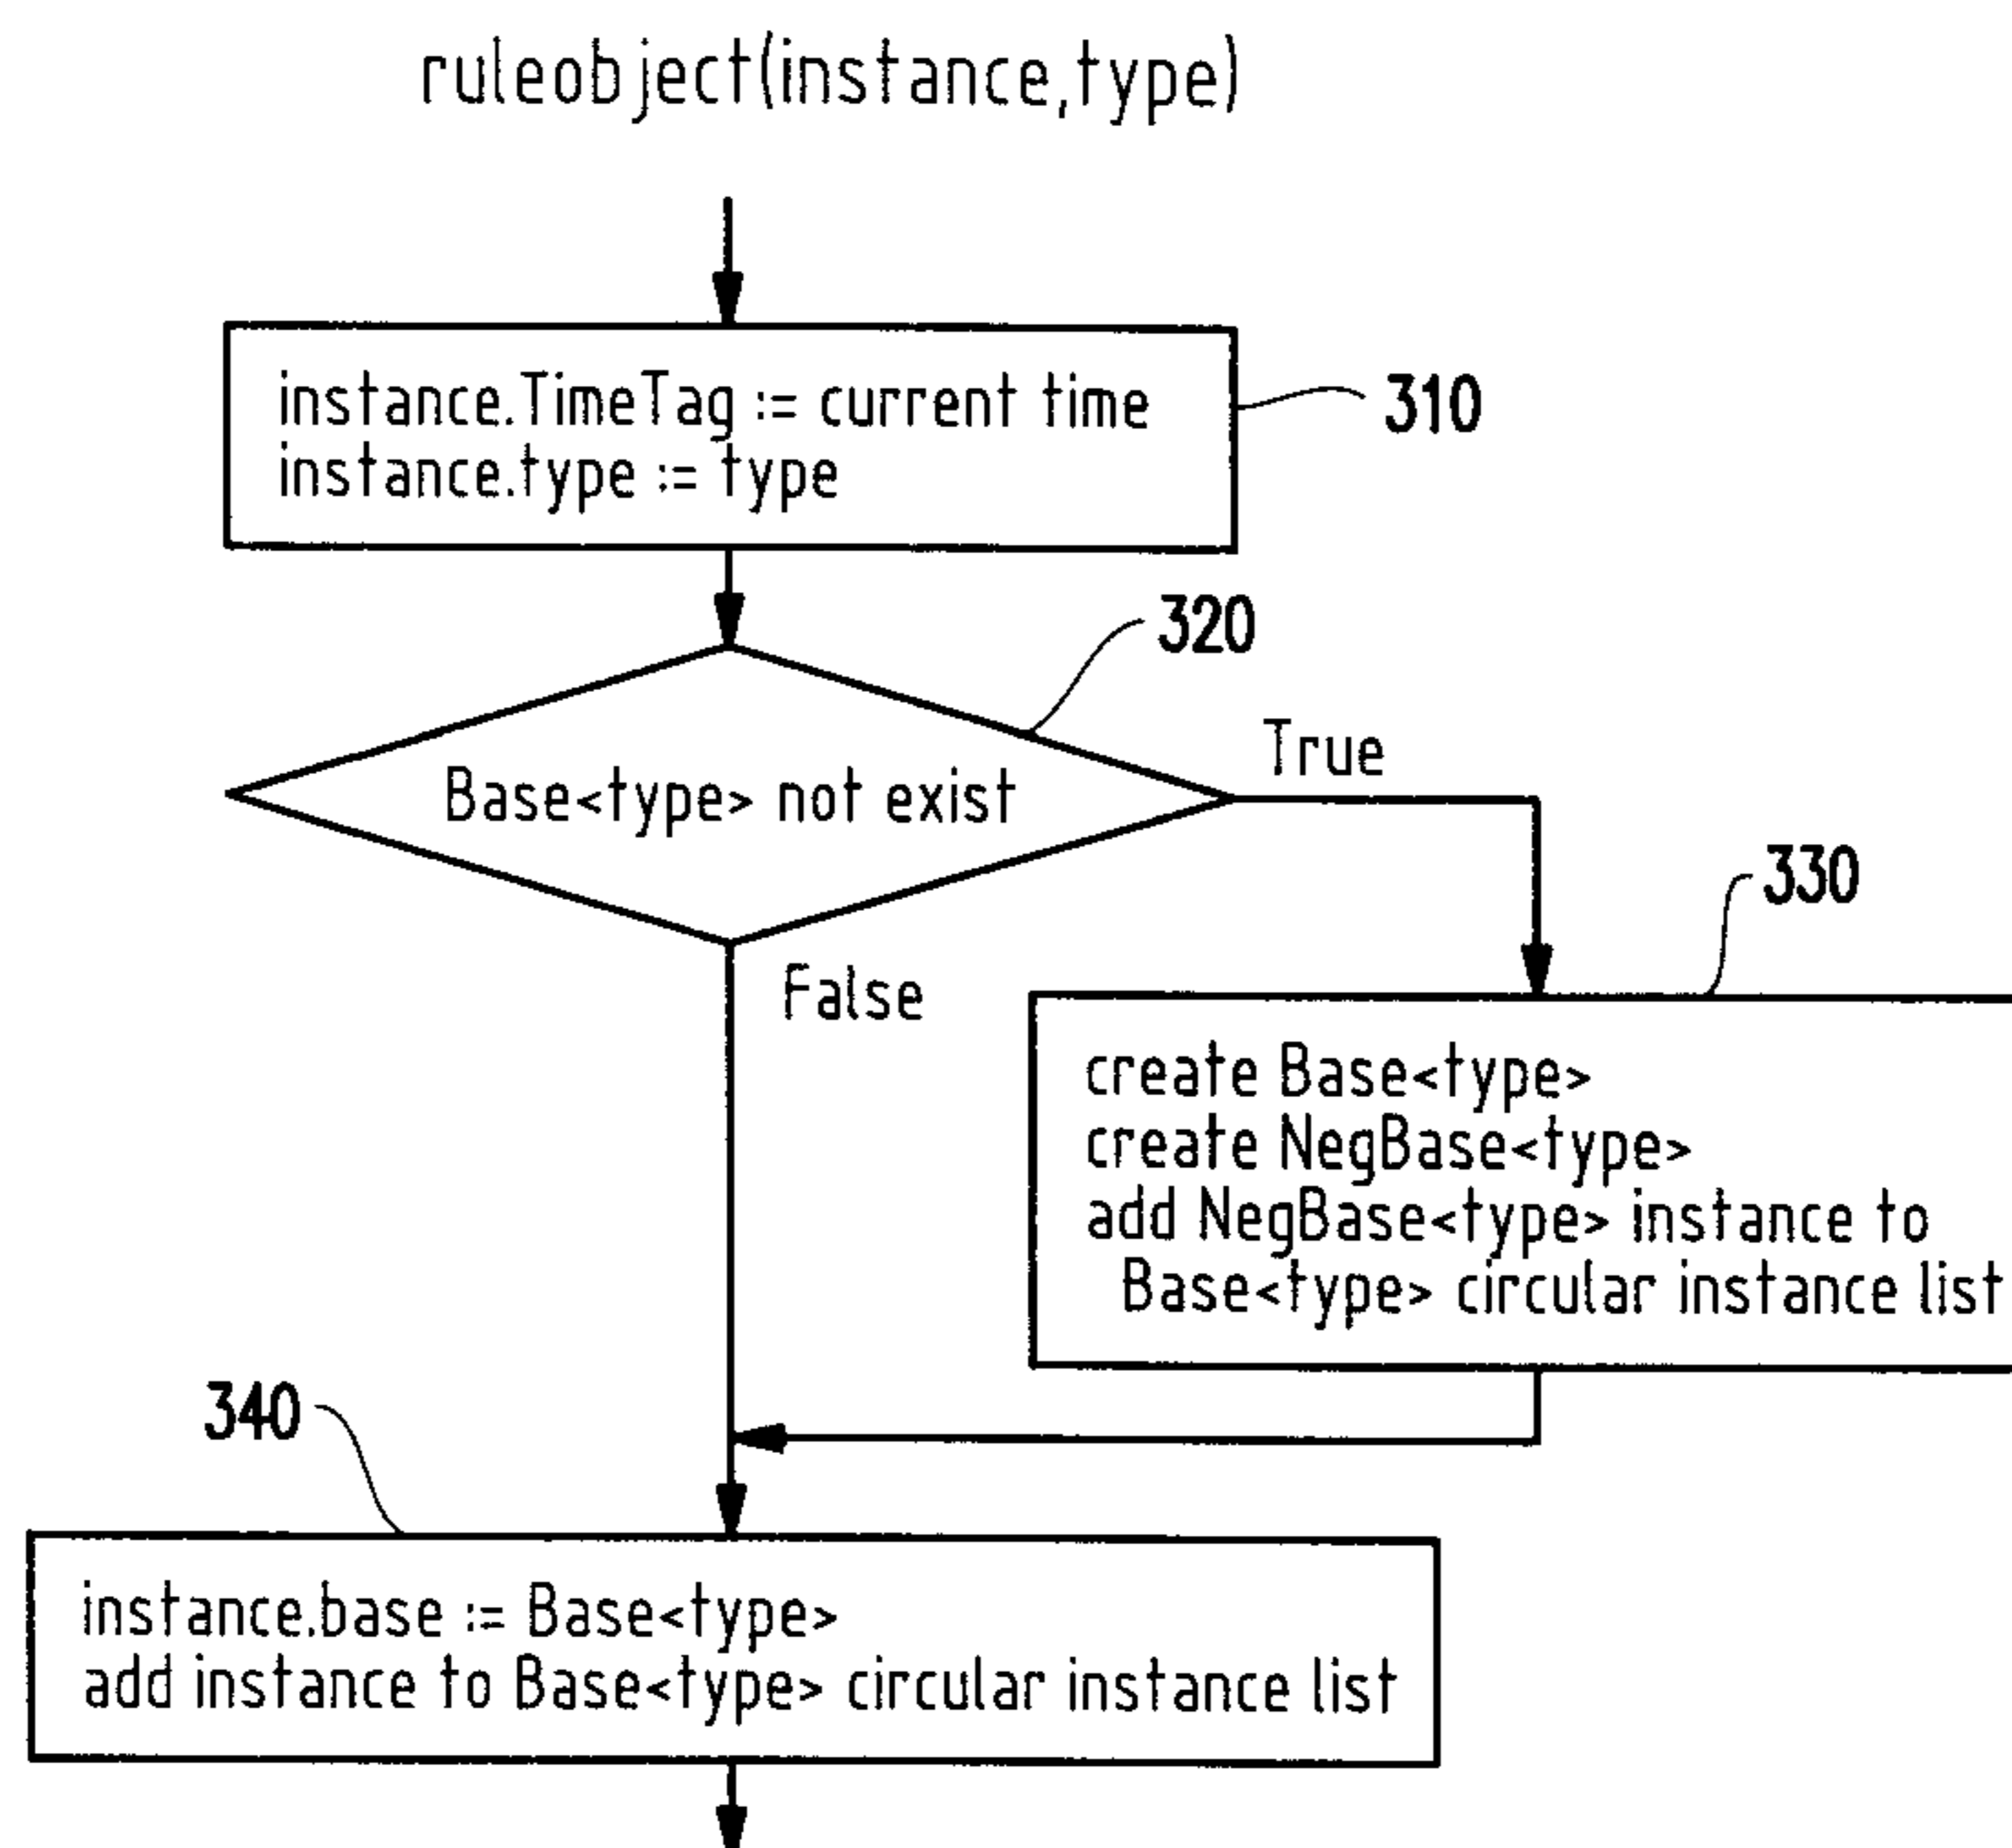 ruleobject(instance,type)
instance.TimeTag := current time
instance.type := type
310
320
Base<type> not exist
True
False
330
create Base<type>
create NegBase<type>
add NegBase<type> instance to
Base<type> circular instance list
340
instance.base := Base<type>
add instance to Base<type> circular instance list